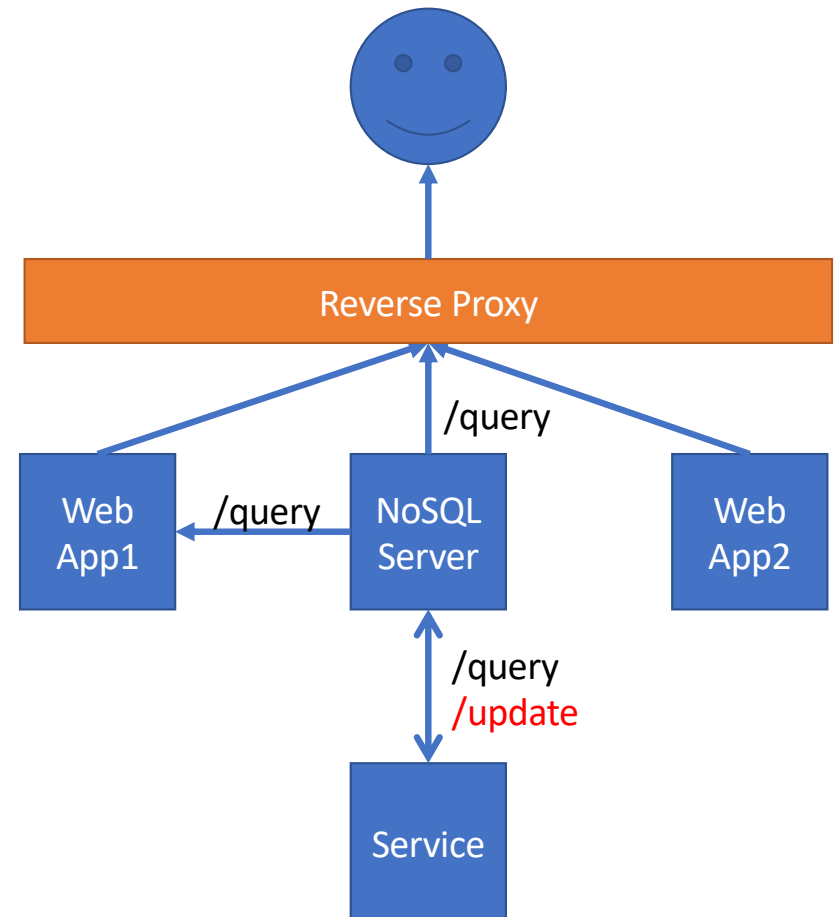 Reverse Proxy
/query
Web
App1
/query
NoSQL
Server
Web
App2
/query
/update
Service